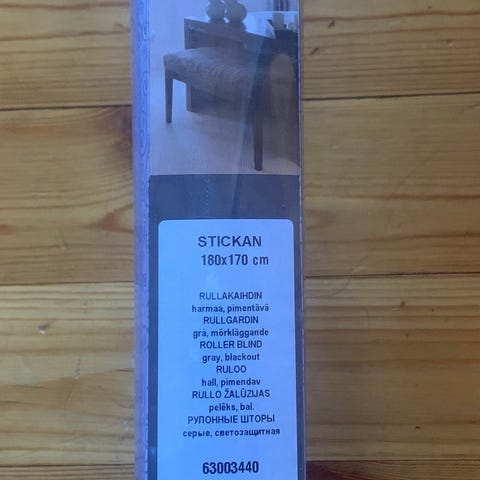 STICKAN
180x170 cm
RULLAKAIHDIN
harmaa, pimentävä
RULLGARDIN
grå, mörkläggande
ROLLER BLIND
gray, blackout
RULOO
hall, pimendav
RULLO ŽALŪZIJAS
pelēks, bal.
РУПОННЫЕ ШТОРЫ
серые, светозащитная
63003440